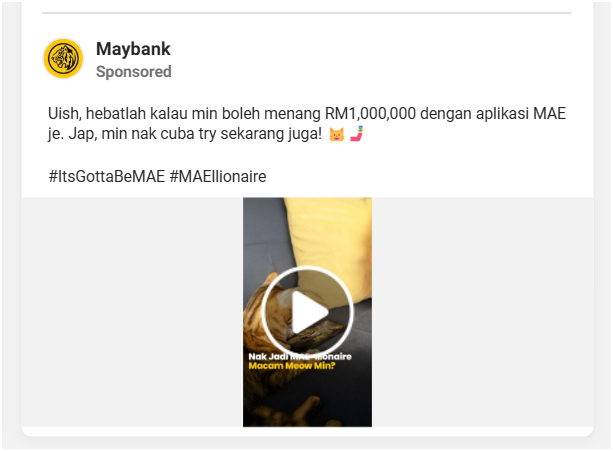 Maybank
Sponsored
Uish, hebatlah kalau min boleh menang RM1,000,000 dengan aplikasi MAE
je. Jap, min nak cuba try sekarang juga! 😼 🤳
#ItsGottaBeMAE #MAEllionaire
Nak Jadi MAE-llionaire
Macam Meow Min?